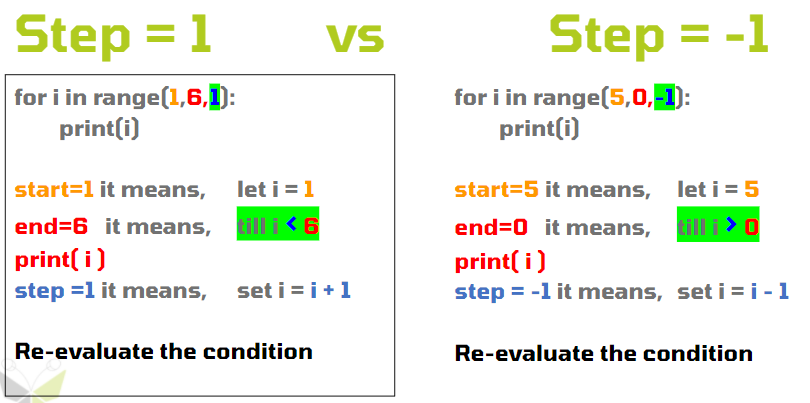 Step = 1 vs Step = -1
for i in range(1,6,1):
print(i)
start=1 it means, let i = 1
end=6 it means, till i < 6
print( i )
step =1 it means, set i = i + 1
Re-evaluate the condition
for i in range(5,0,-1):
print(i)
start=5 it means, let i = 5
end=0 it means, till i > 0
print( i )
step = -1 it means, set i = i - 1
Re-evaluate the condition